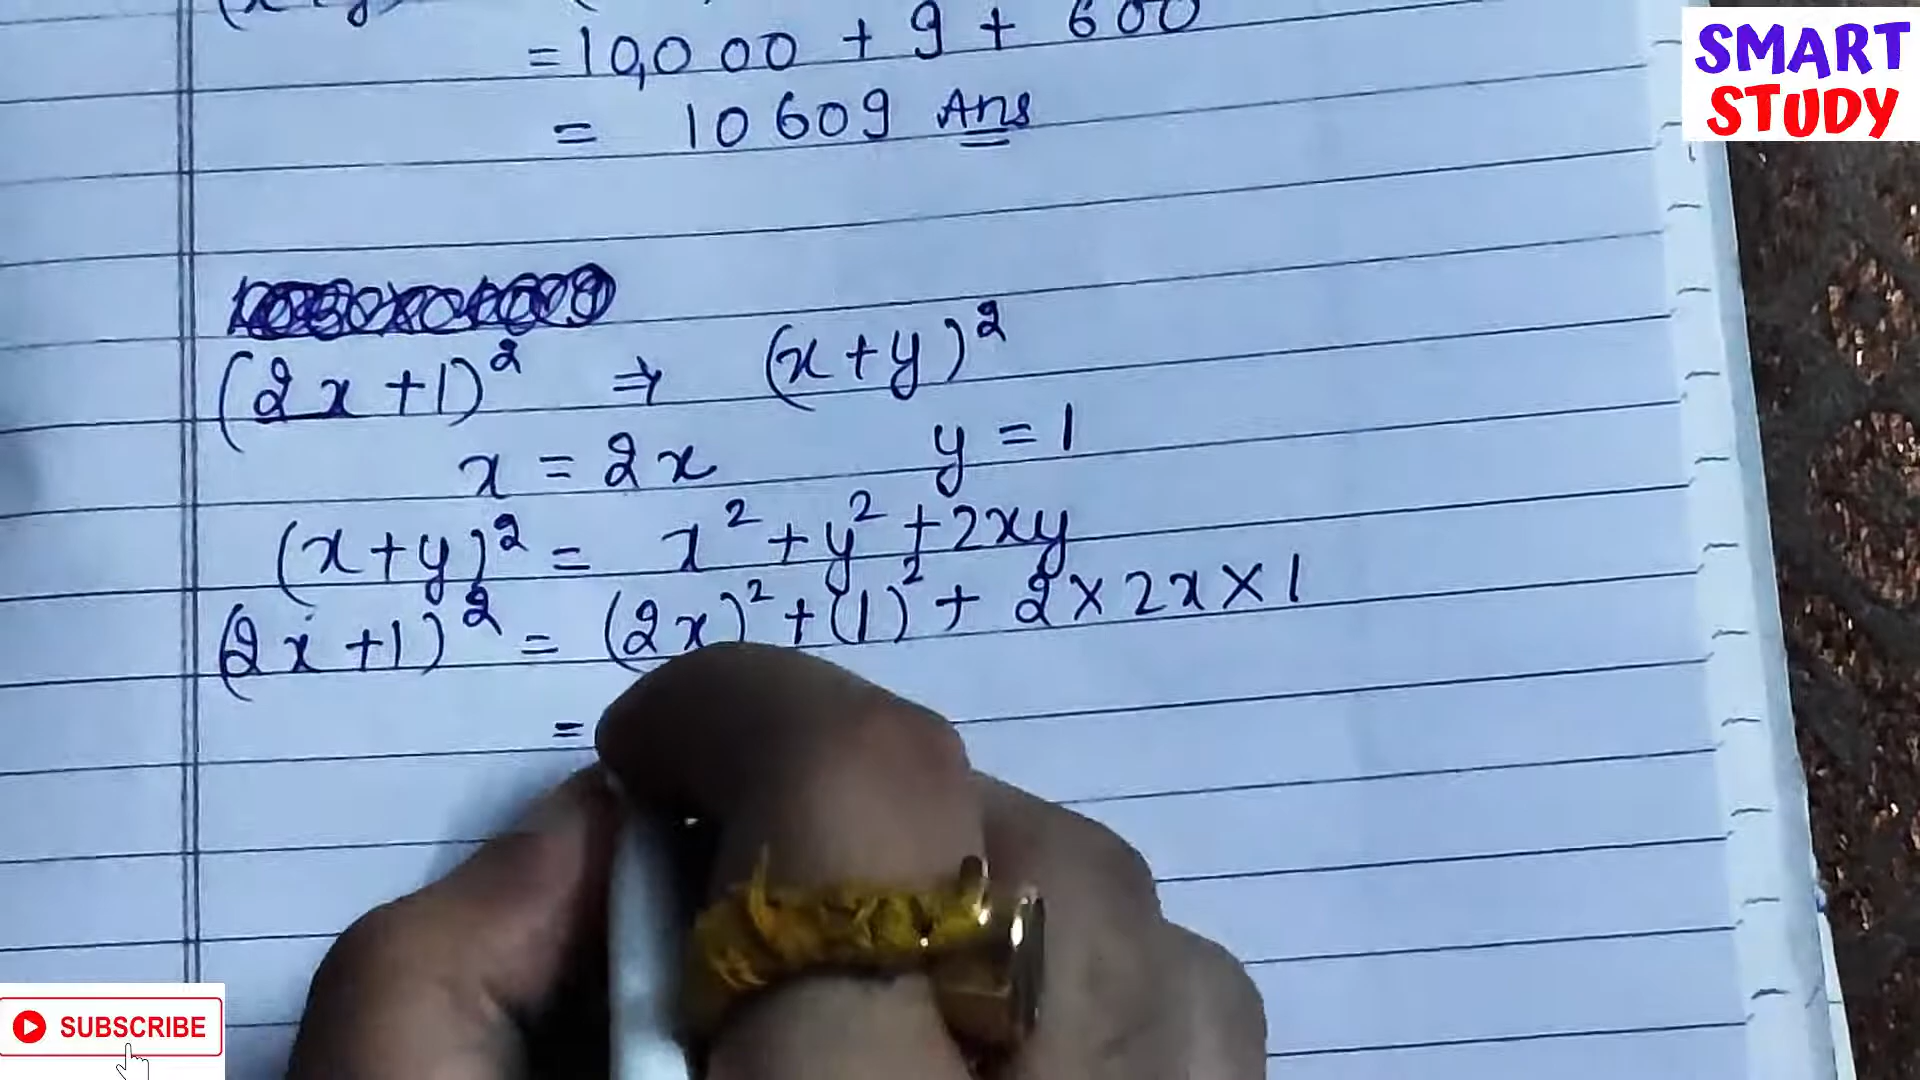 = 10,000 + 9 + 600
= 10609 Ans
(2x+1)² ⇒ (x+y)²
x = 2x y = 1
(x+y)² = x² + y² + 2xy
(2x+1)² = (2x)² + (1)² + 2×2x×1
=
SMART
STUDY
SUBSCRIBE